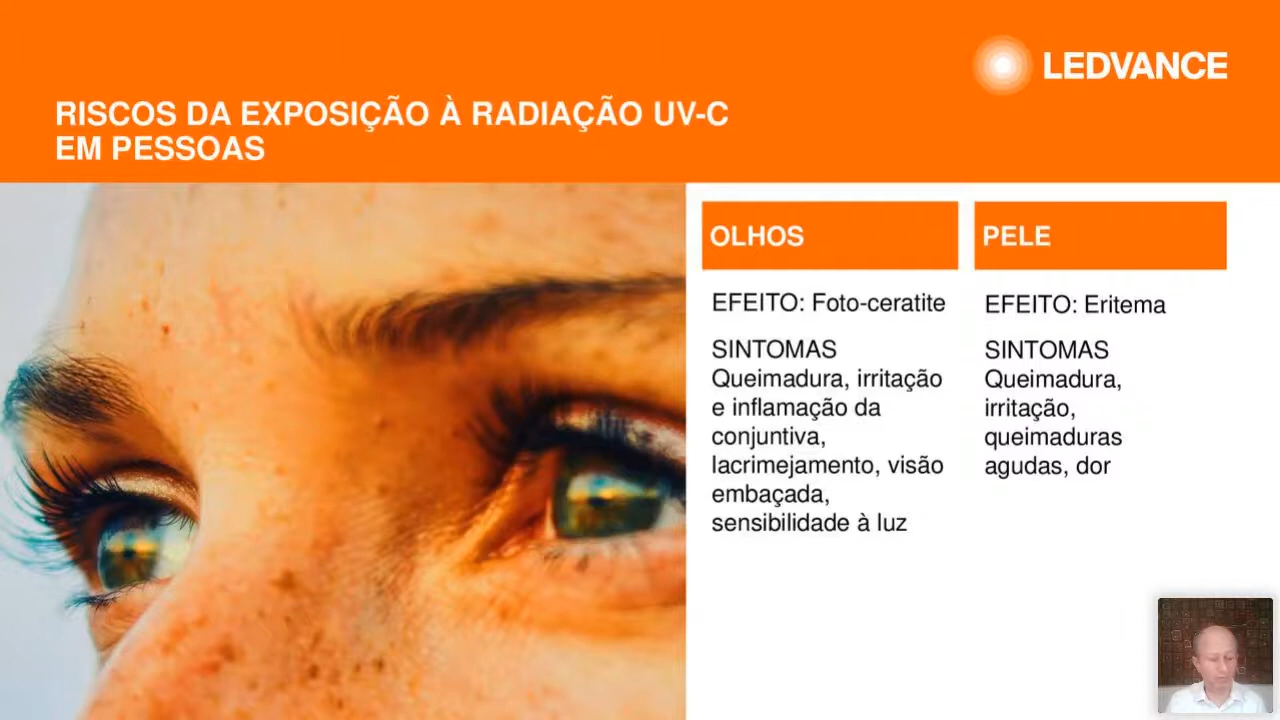 LEDVANCE
RISCOS DA EXPOSIÇÃO À RADIAÇÃO UV-C
EM PESSOAS
OLHOS
EFEITO: Foto-ceratite
SINTOMAS
Queimadura, irritação
e inflamação da
conjuntiva,
lacrimejamento, visão
embaçada,
sensibilidade à luz
PELE
EFEITO: Eritema
SINTOMAS
Queimadura,
irritação,
queimaduras
agudas, dor